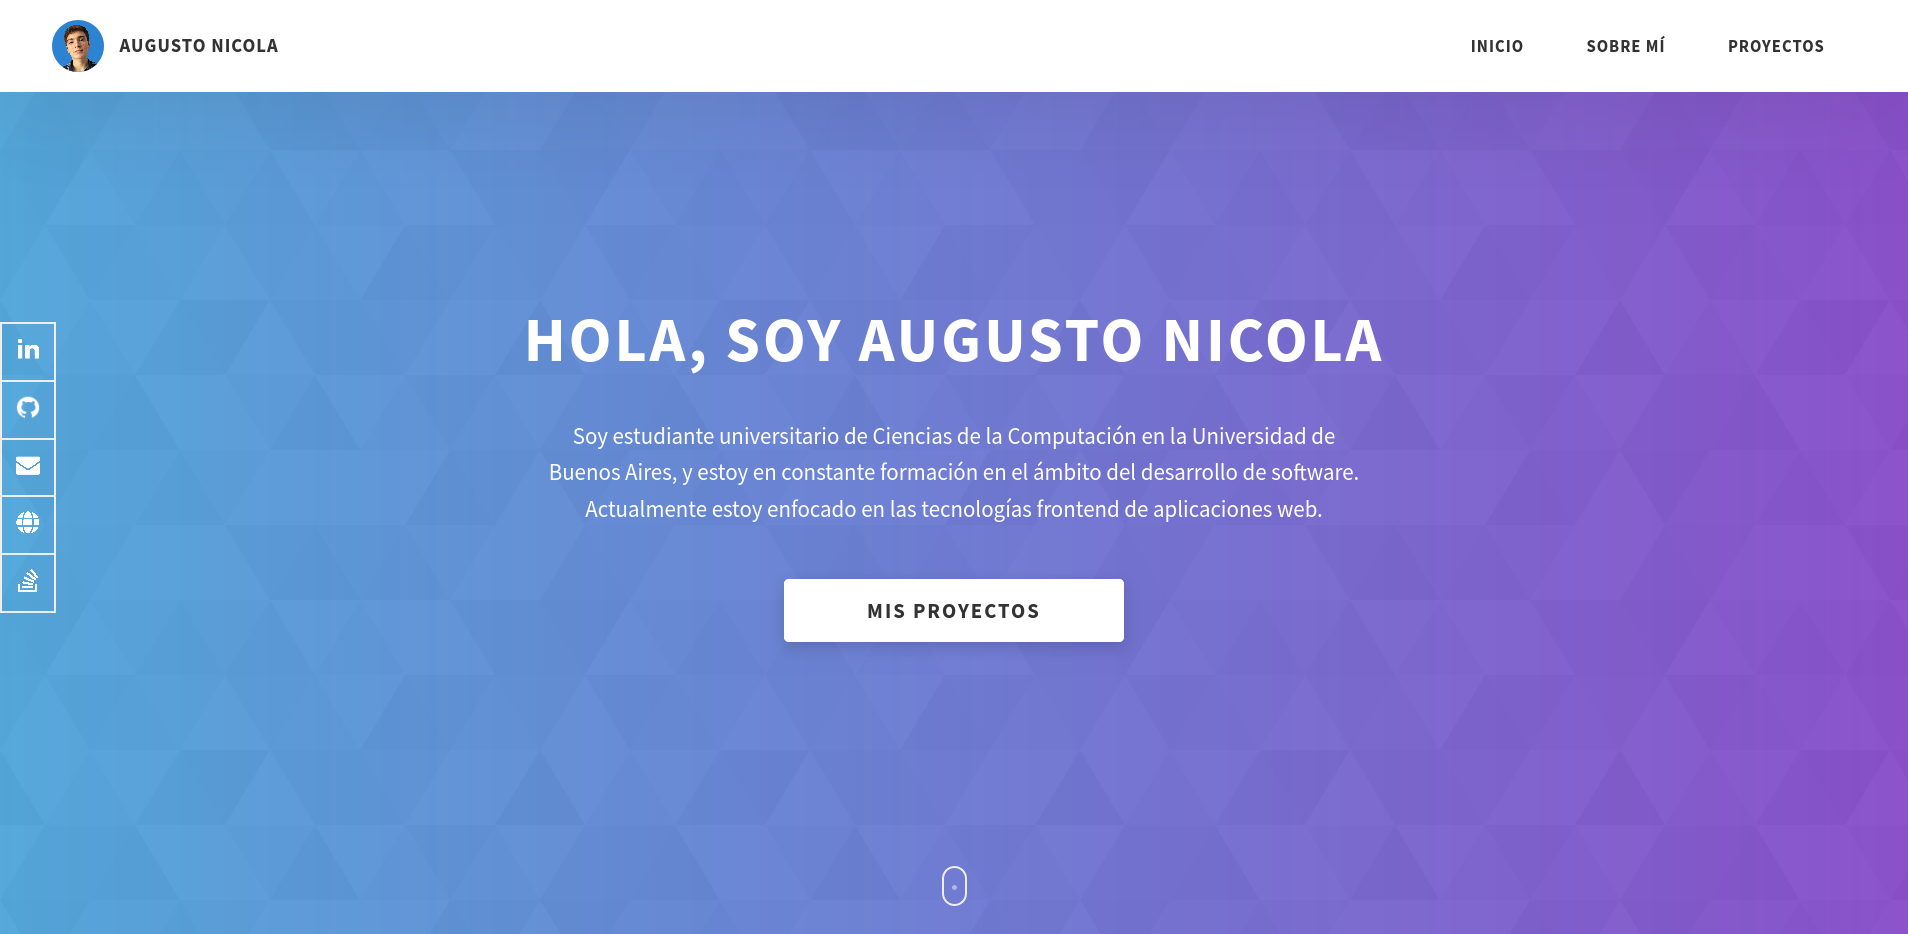 AUGUSTO NICOLA
INICIO
SOBRE MÍ
PROYECTOS
HOLA, SOY AUGUSTO NICOLA
Soy estudiante universitario de Ciencias de la Computación en la Universidad de
Buenos Aires, y estoy en constante formación en el ámbito del desarrollo de software.
Actualmente estoy enfocado en las tecnologías frontend de aplicaciones web.
in
MIS PROYECTOS